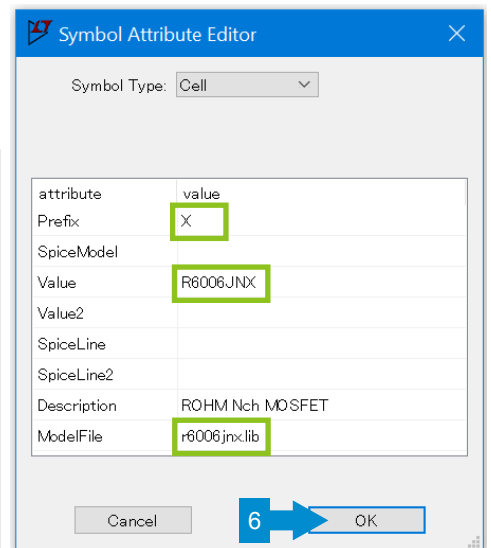 Symbol Attribute Editor
Symbol Type: Cell
attribute value
Prefix X
SpiceModel
Value R6006JNX
Value2
SpiceLine
SpiceLine2
Description ROHM Nch MOSFET
ModelFile r6006jnx.lib
Cancel 6 OK